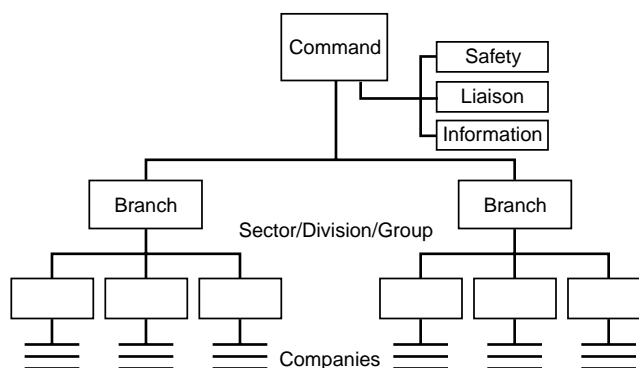 Command
Safety
Liaison
Information
Branch
Branch
Sector/Division/Group
Companies